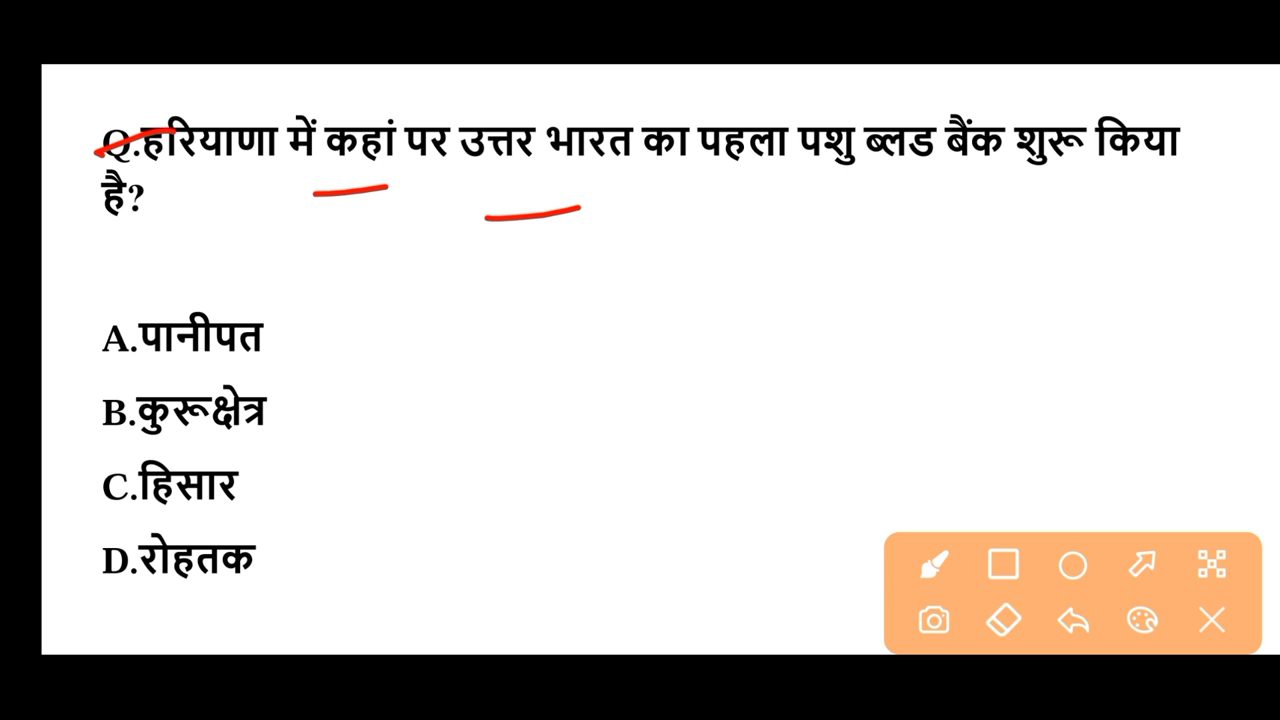 Q.हरियाणा में कहां पर उत्तर भारत का पहला पशु ब्लड बैंक शुरू किया
है?
A.पानीपत
B.कुरूक्षेत्र
C.हिसार
D.रोहतक